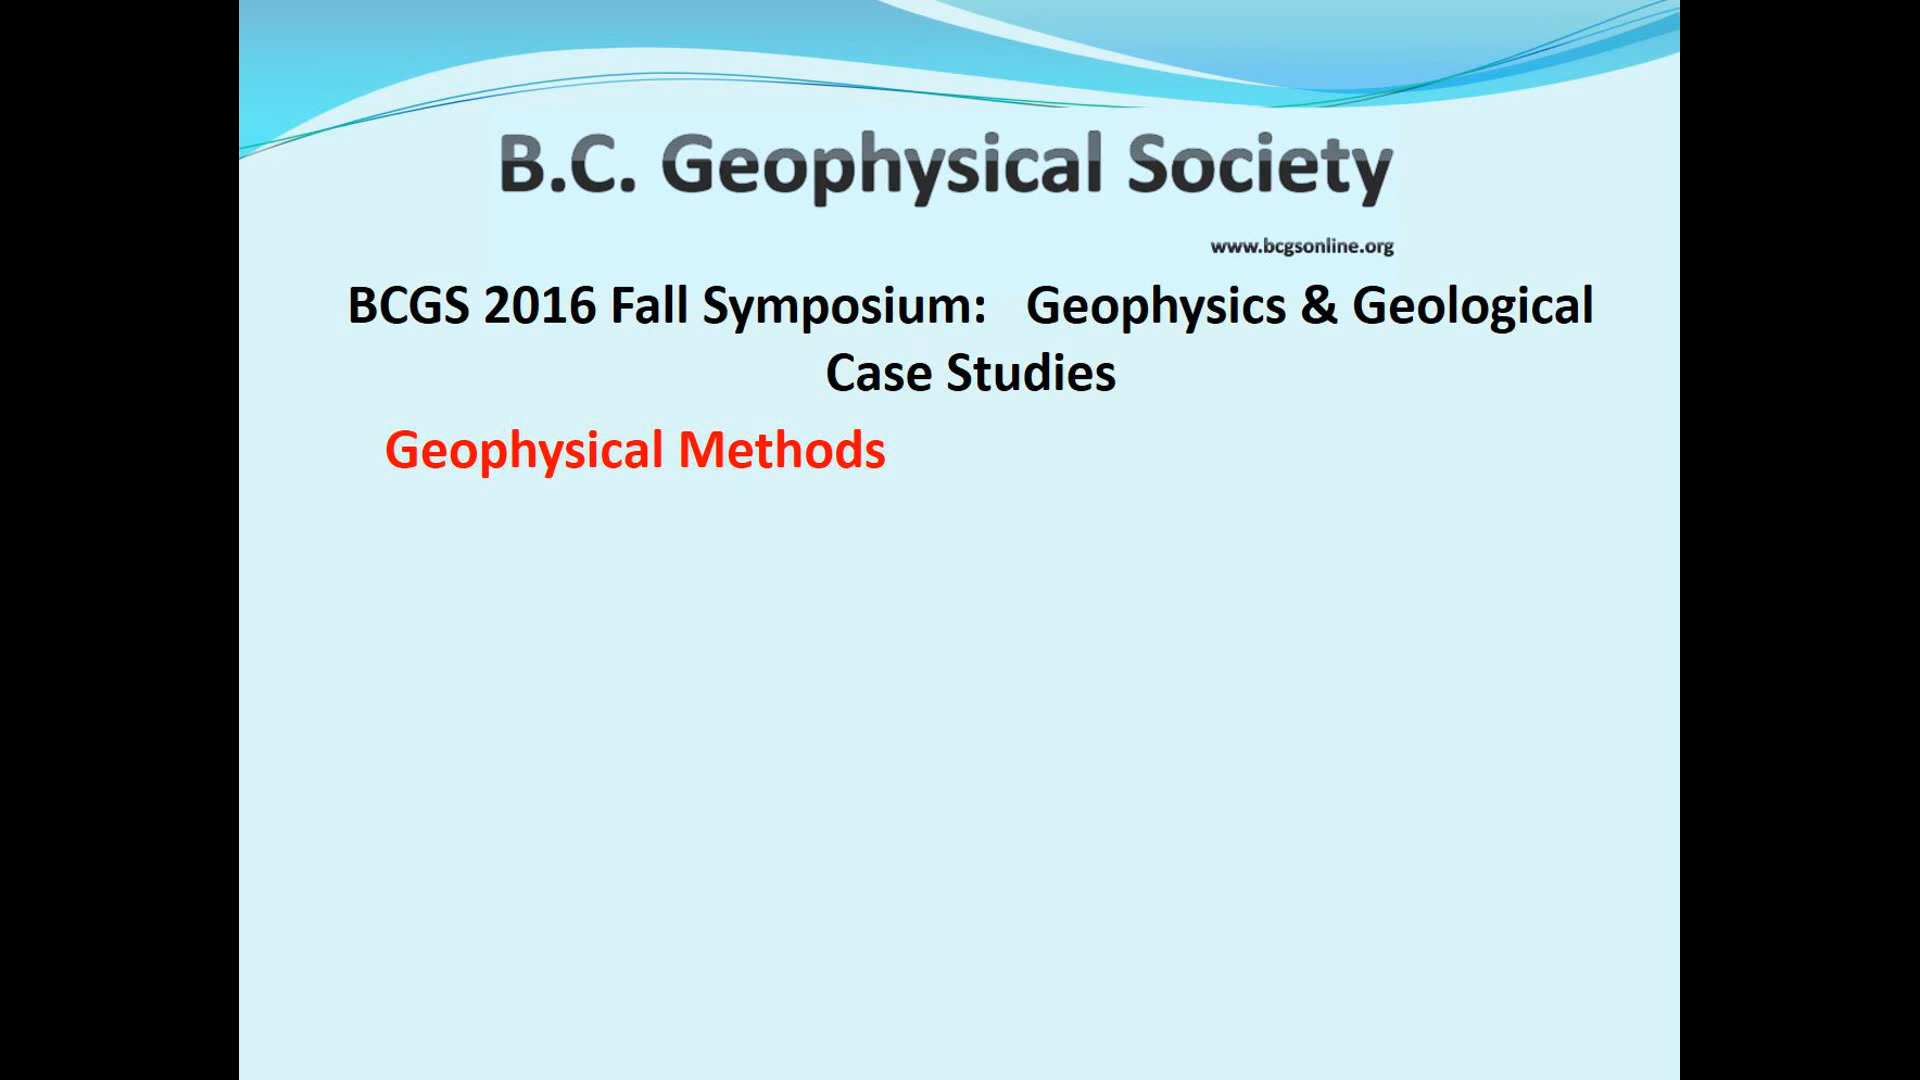 B.C. Geophysical Society
www.bcgsonline.org
BCGS 2016 Fall Symposium: Geophysics & Geological
Case Studies
Geophysical Methods